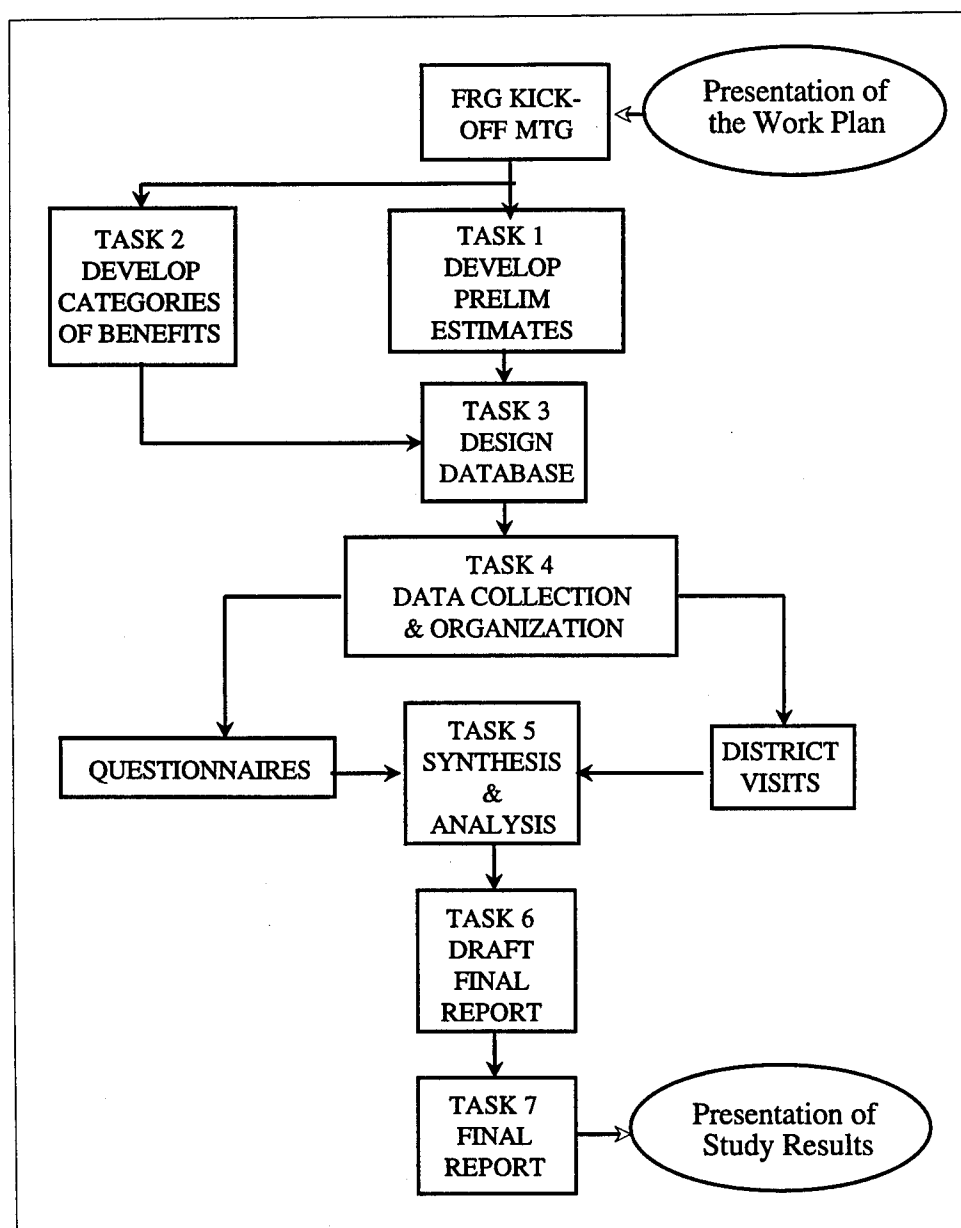 FRG KICK-
OFF MTG
Presentation of
the Work Plan
TASK 2
DEVELOP
CATEGORIES
OF BENEFITS
TASK 1
DEVELOP
PRELIM
ESTIMATES
TASK 3
DESIGN
DATABASE
TASK 4
DATA COLLECTION
& ORGANIZATION
QUESTIONNAIRES
TASK 5
SYNTHESIS
&
ANALYSIS
DISTRICT
VISITS
TASK 6
DRAFT
FINAL
REPORT
TASK 7
FINAL
REPORT
Presentation of
Study Results